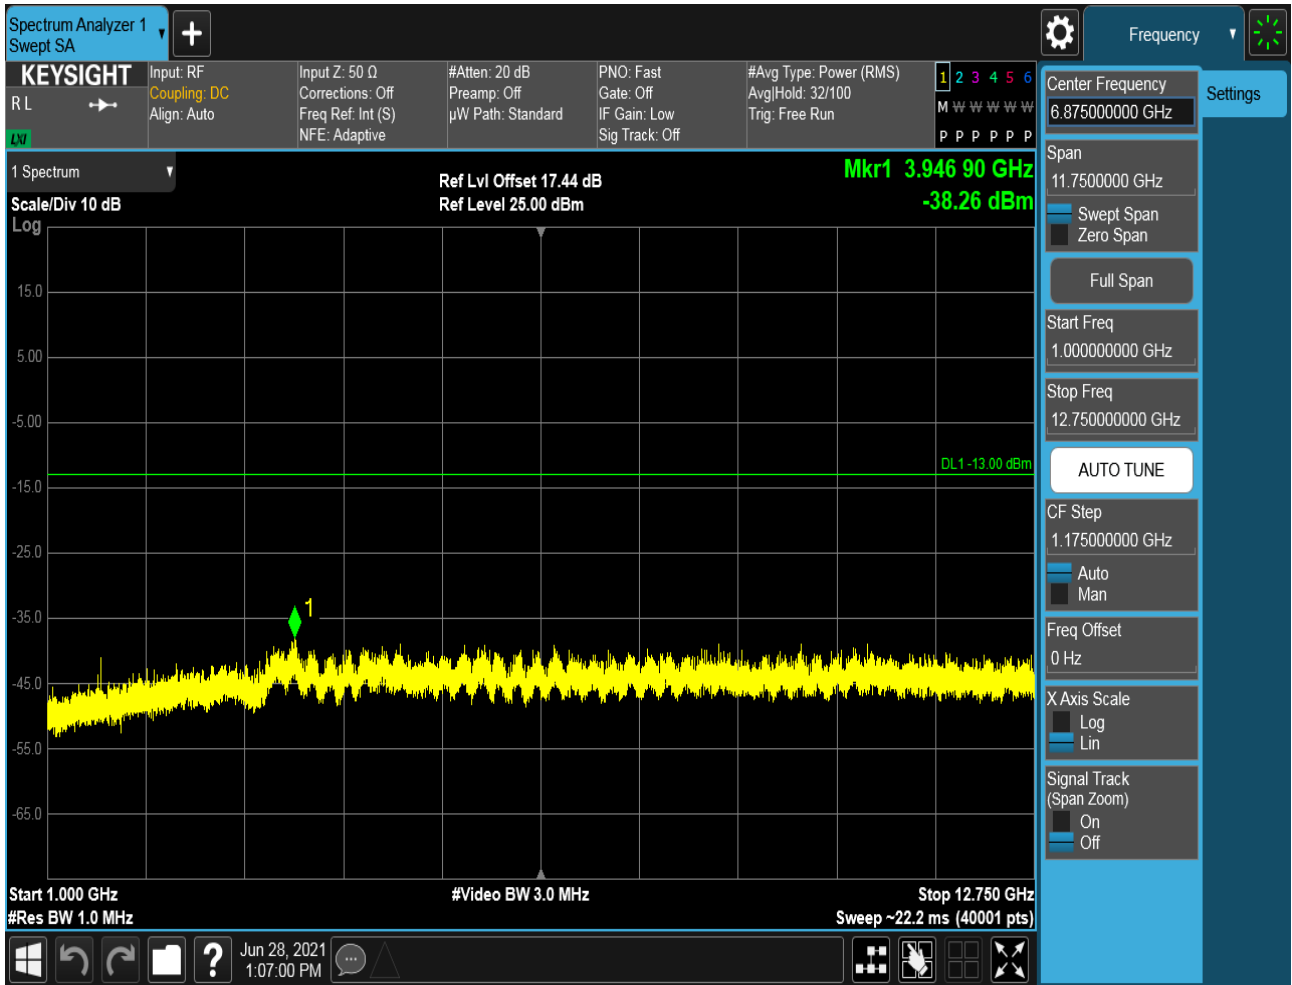 Spectrum Analyzer 1
Swept SA
Frequency
KEYSIGHT
R L
LXI
Input: RF
Coupling: DC
Align: Auto
Input Z: 50 Ω
Corrections: Off
Freq Ref: Int (S)
NFE: Adaptive
#Atten: 20 dB
Preamp: Off
µW Path: Standard
PNO: Fast
Gate: Off
IF Gain: Low
Sig Track: Off
#Avg Type: Power (RMS)
Avg|Hold: 32/100
Trig: Free Run
1 2 3 4 5 6
M W W W W W
P P P P P P
1 Spectrum
Scale/Div 10 dB
Log
Ref Lvl Offset 17.44 dB
Ref Level 25.00 dBm
Mkr1 3.946 90 GHz
-38.26 dBm
15.0
5.00
-5.00
DL1 -13.00 dBm
-15.0
-25.0
-35.0
1
-45.0
-55.0
-65.0
Start 1.000 GHz
#Video BW 3.0 MHz
Stop 12.750 GHz
#Res BW 1.0 MHz
Sweep ~22.2 ms (40001 pts)
Jun 28, 2021
1:07:00 PM
Center Frequency
6.875000000 GHz
Settings
Span
11.7500000 GHz
Swept Span
Zero Span
Full Span
Start Freq
1.000000000 GHz
Stop Freq
12.750000000 GHz
AUTO TUNE
CF Step
1.175000000 GHz
Auto
Man
Freq Offset
0 Hz
X Axis Scale
Log
Lin
Signal Track
(Span Zoom)
On
Off